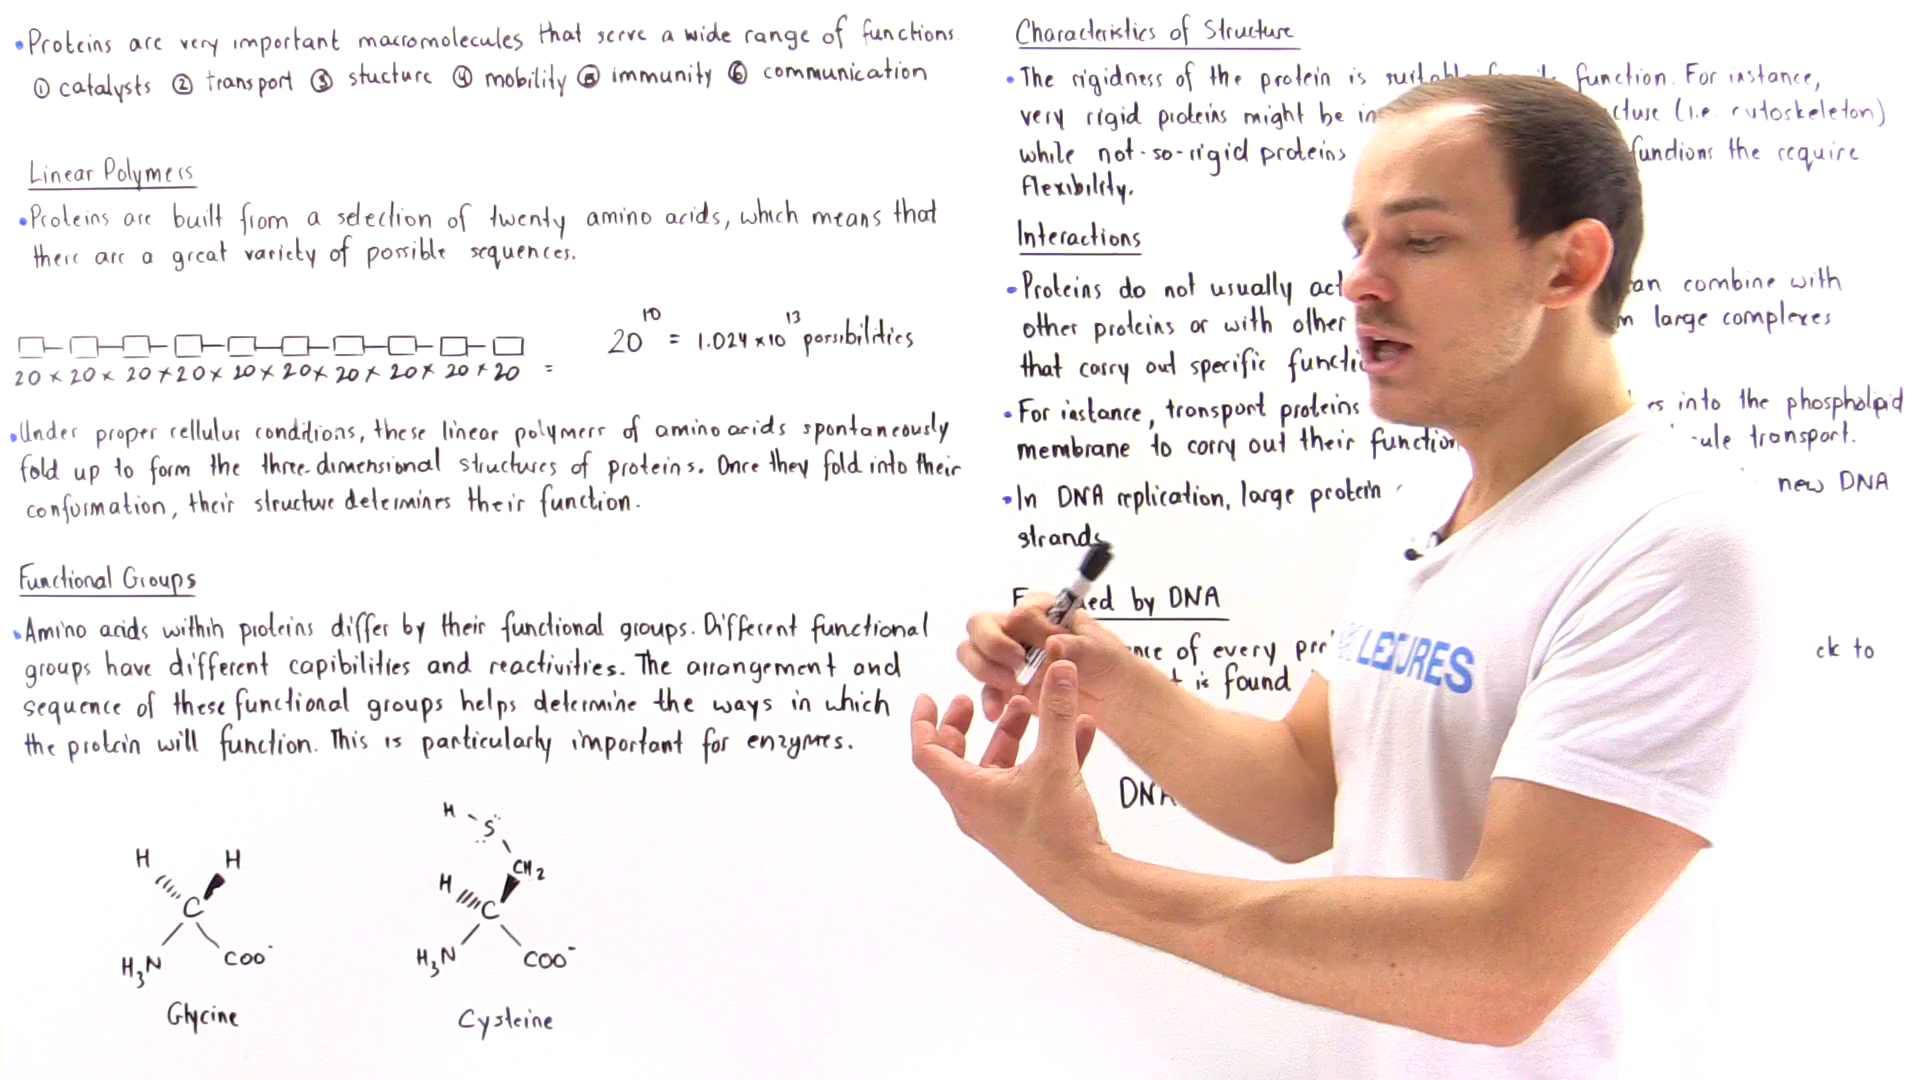 • Proteins are very important macromolecules that serve a wide range of functions.
① catalysts ② transport ③ stucture ④ mobility ⑤ immunity ⑥ communication
Linear Polymers
• Proteins are built from a selection of twenty amino acids, which means that
there are a great variety of possible sequences.
20 × 20 × 20 × 20 × 20 × 20 × 20 × 20 × 20 × 20 = 20^10 = 1.024 × 10^13 possibilities
• Under proper cellular conditions, these linear polymers of amino acids spontaneously
fold up to form the three-dimensional structures of proteins. Once they fold into their
conformation, their structure determines their function.
Functional Groups
• Amino acids within proteins differ by their functional groups. Different functional
groups have different capibilities and reactivities. The arrangement and
sequence of these functional groups helps determine the ways in which
the protein will function. This is particularly important for enzymes.
H H
C
H3N COO-
Glycine
H S
CH2
H C
H3N COO-
Cysteine
Characteristics of Structure
• The rigidness of the protein is function. For instance,
very rigid proteins might be in (i.e. cytoskeleton)
while not-so-rigid proteins functions the require
flexibility.
Interactions
• Proteins do not usually act combine with
other proteins or with other large complexes
that carry out specific
• For instance, transport proteins into the phospholipid
membrane to carry out their function transport.
• In DNA replication, large protein new DNA
strands
by DNA
of every
is found
ck to
DNA
LECTURES